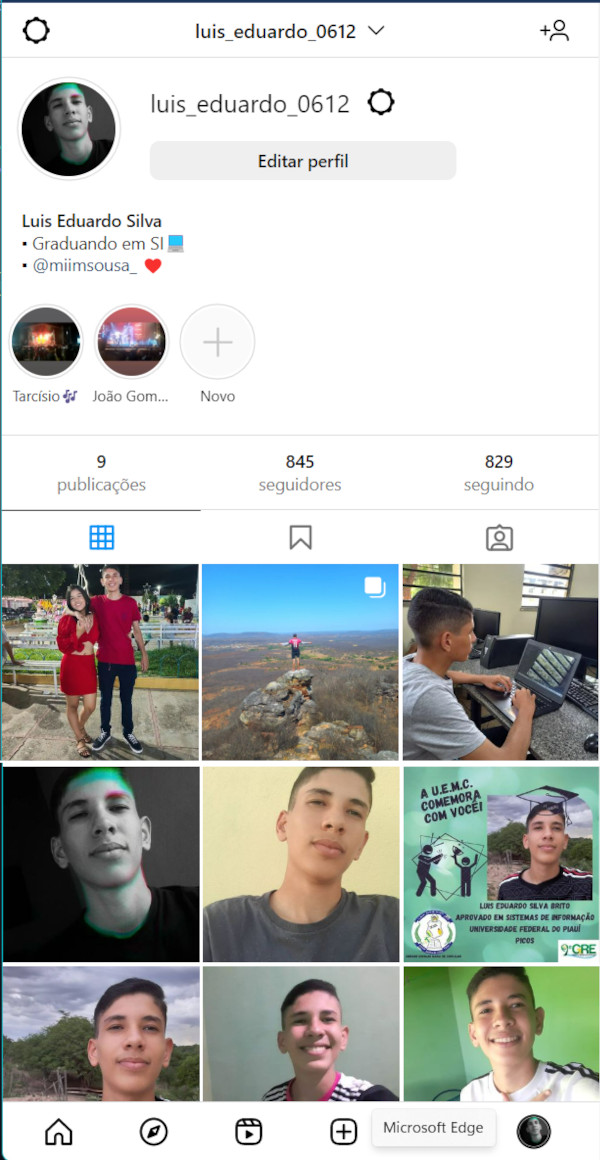 luis_eduardo_0612
luis_eduardo_0612
Editar perfil
Luis Eduardo Silva
▪ Graduando em SI💻
▪ @miimsousa_ ❤️
Tarcísio🎶
João Gom...
Novo
9
publicações
845
seguidores
829
seguindo
A U.E.M.C.
COMEMORA
COM VOCÊ!
LUIS EDUARDO SILVA BRITO
APROVADO EM SISTEMAS DE INFORMAÇÃO
UNIVERSIDADE FEDERAL DO PIAUÍ
PICOS
9ª GRE
Microsoft Edge